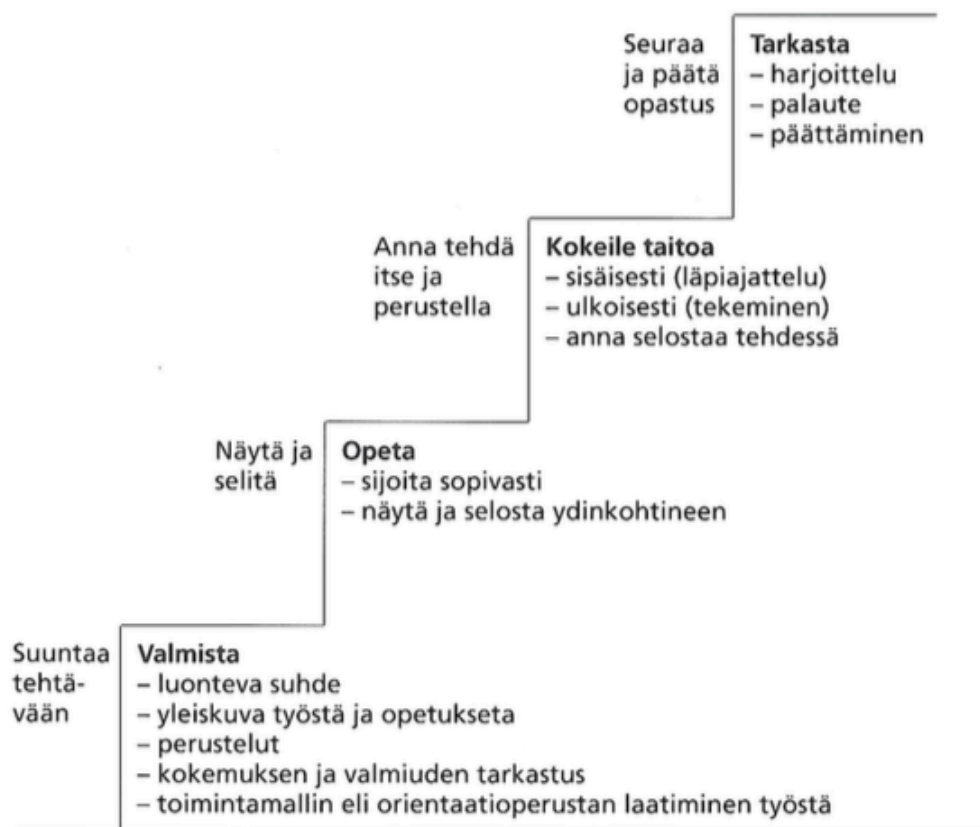 Seuraa
ja päätä
opastus
Tarkasta
– harjoittelu
– palaute
– päättäminen
Anna tehdä
itse ja
perustella
Kokeile taitoa
– sisäisesti (läpiajattelu)
– ulkoisesti (tekeminen)
– anna selostaa tehdessä
Näytä ja
selitä
Opeta
– sijoita sopivasti
– näytä ja selosta ydinkohtineen
Suuntaa
tehtä-
vään
Valmista
– luonteva suhde
– yleiskuva työstä ja opetukseta
– perustelut
– kokemuksen ja valmiuden tarkastus
– toimintamallin eli orientaatioperustan laatiminen työstä